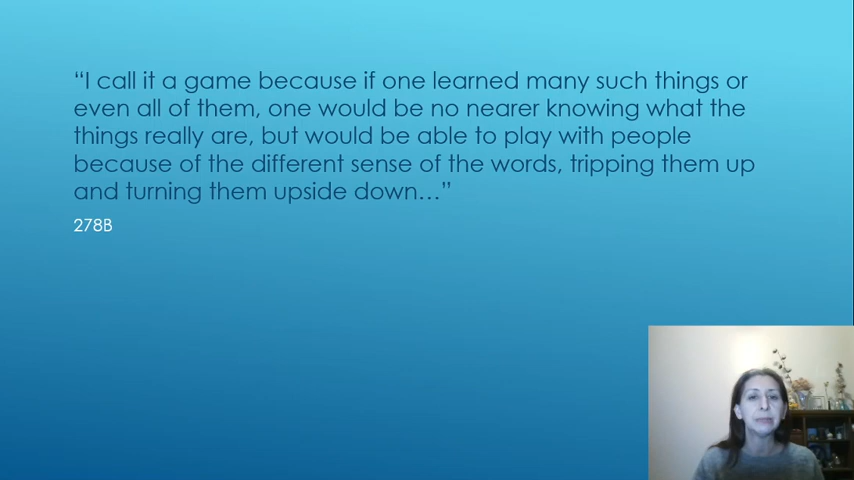 “I call it a game because if one learned many such things or
even all of them, one would be no nearer knowing what the
things really are, but would be able to play with people
because of the different sense of the words, tripping them up
and turning them upside down…”
278B